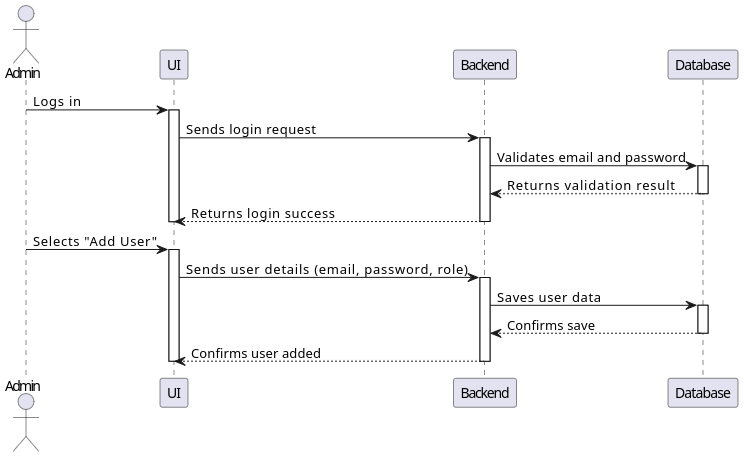 Admin
UI
Backend
Database
Logs in
Sends login request
Validates email and password
Returns validation result
Returns login success
Selects "Add User"
Sends user details (email, password, role)
Saves user data
Confirms save
Confirms user added
Admin
UI
Backend
Database